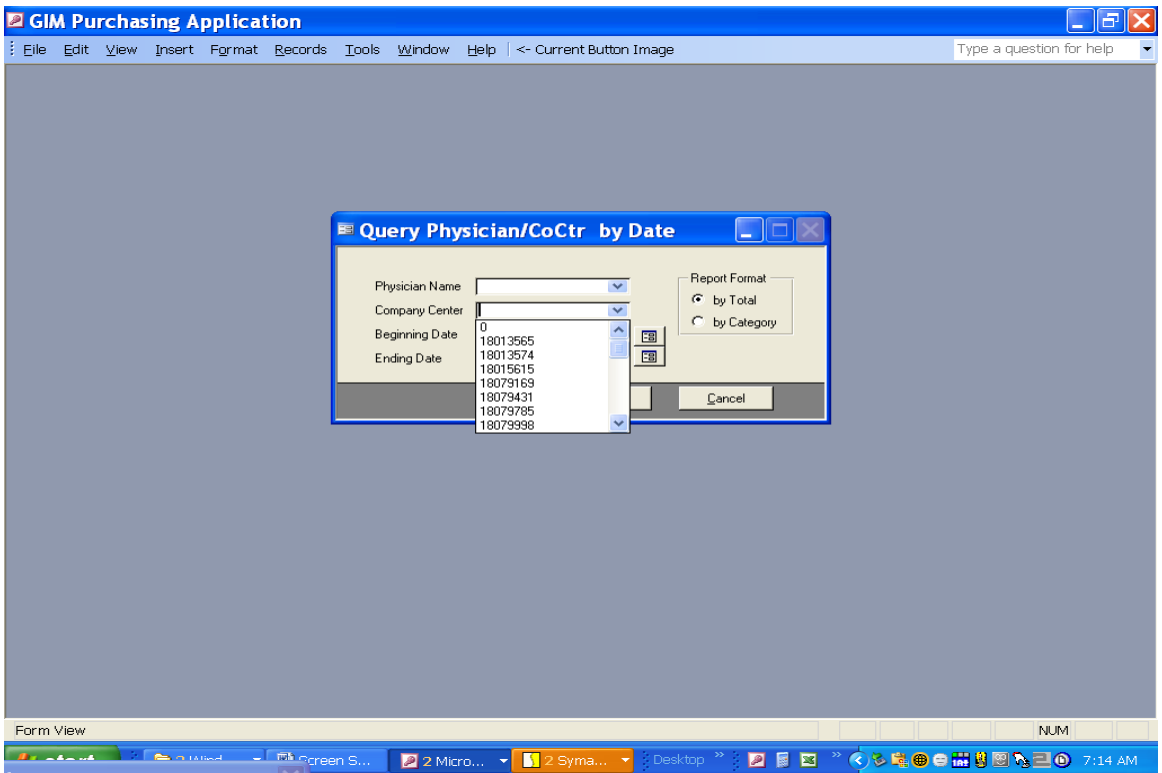 GIM Purchasing Application
File Edit View Insert Format Records Tools Window Help <- Current Button Image Type a question for help
Query Physician/CoCtr by Date
Physician Name
Report Format
by Total
Company Center
by Category
0
18013565
18013574
18015615
18079169
18079431
18079785
18079998
Beginning Date
Ending Date
Cancel
Form View NUM
start Screen S... 2 Micro... 2 Syma... Desktop 7:14 AM